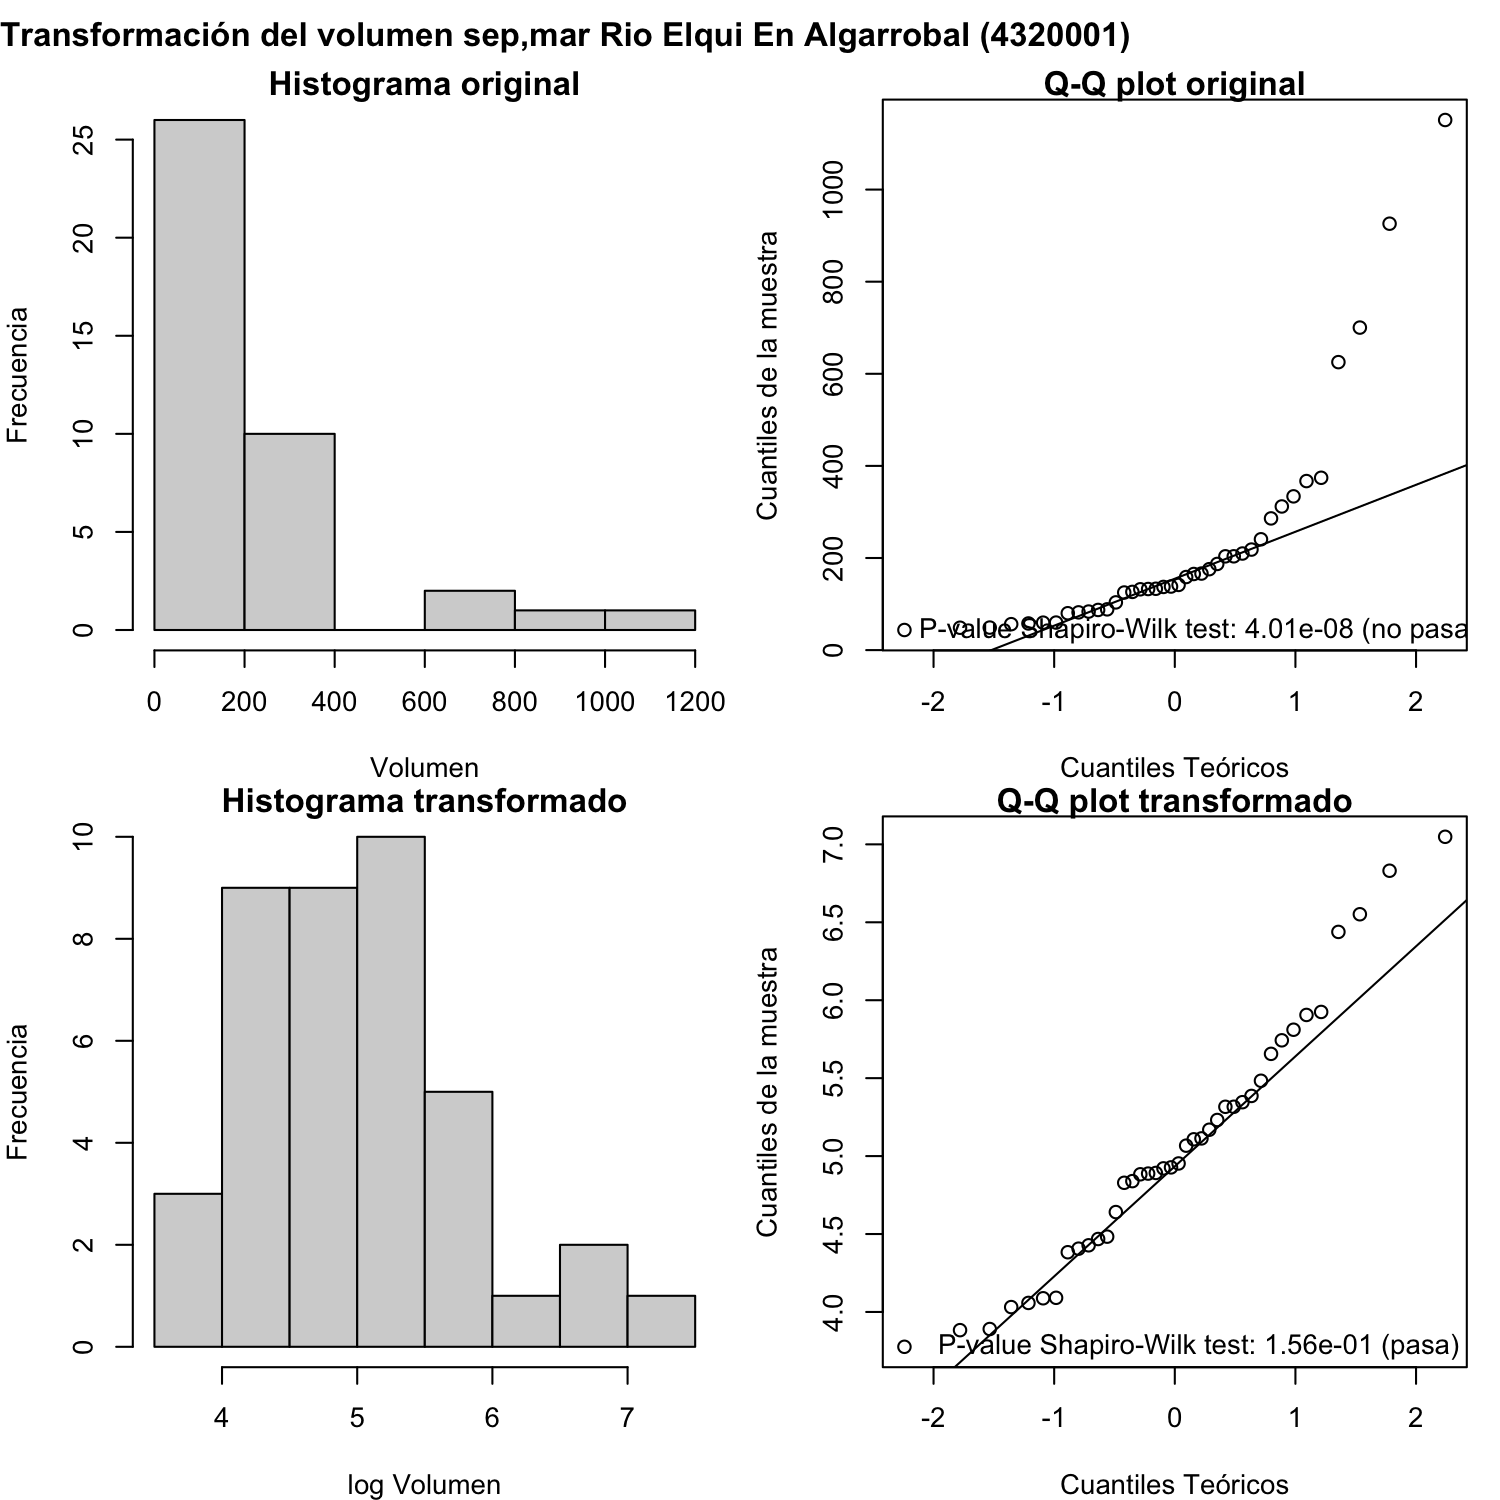 Transformación del volumen sep,mar Rio Elqui En Algarrobal (4320001)
Histograma original
Frecuencia
0 5 10 15 20 25
0 200 400 600 800 1000 1200
Volumen
Q-Q plot original
Cuantiles de la muestra
0 200 400 600 800 1000
P-value Shapiro-Wilk test: 4.01e-08 (no pasa
-2 -1 0 1 2
Cuantiles Teóricos
Histograma transformado
Frecuencia
0 2 4 6 8 10
4 5 6 7
log Volumen
Q-Q plot transformado
Cuantiles de la muestra
4.0 4.5 5.0 5.5 6.0 6.5 7.0
P-value Shapiro-Wilk test: 1.56e-01 (pasa)
-2 -1 0 1 2
Cuantiles Teóricos